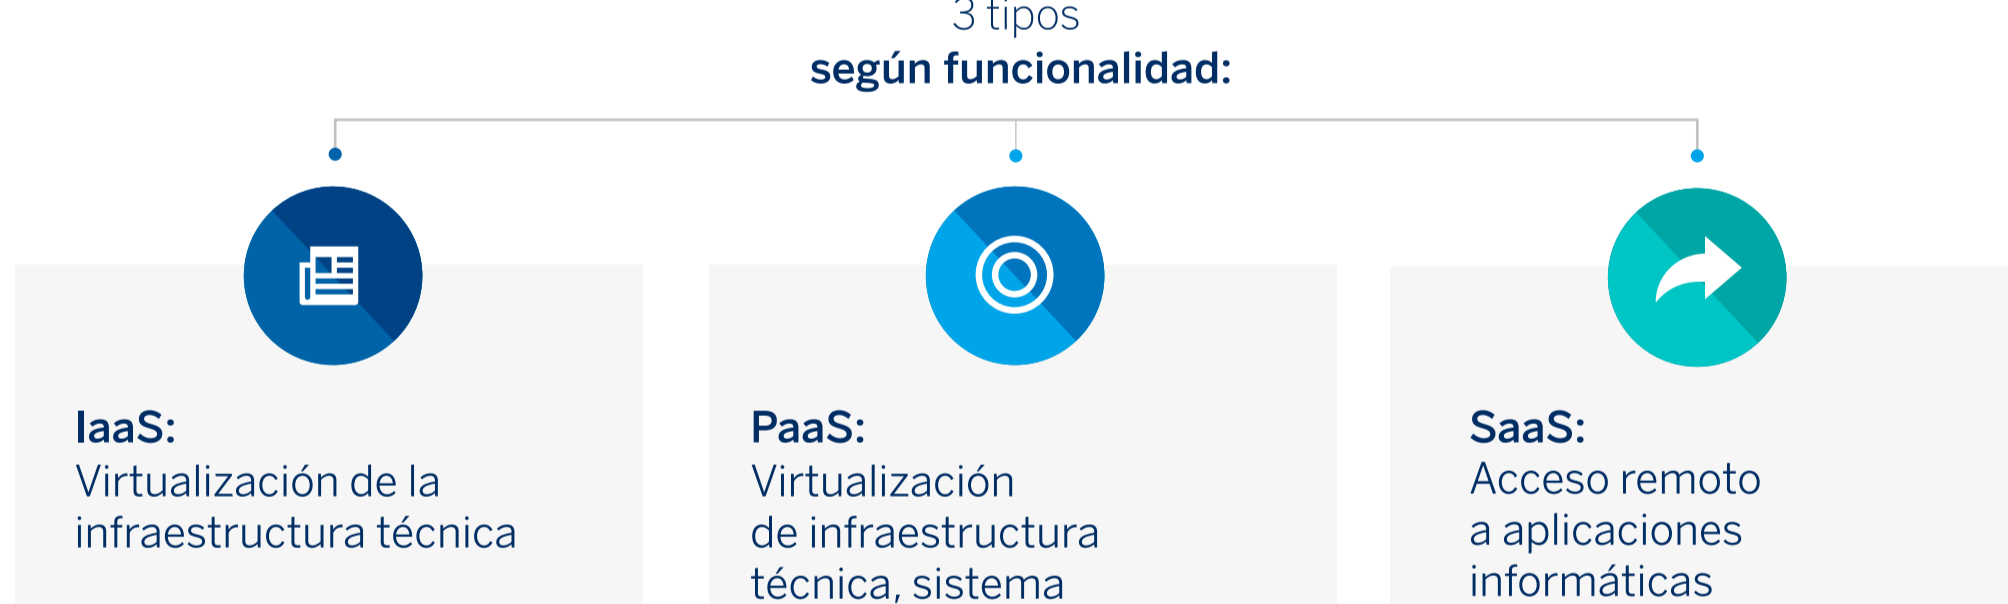 3 tipos
según funcionalidad:
IaaS:
Virtualización de la
infraestructura técnica
PaaS:
Virtualización
de infraestructura
técnica, sistema
SaaS:
Acceso remoto
a aplicaciones
informáticas